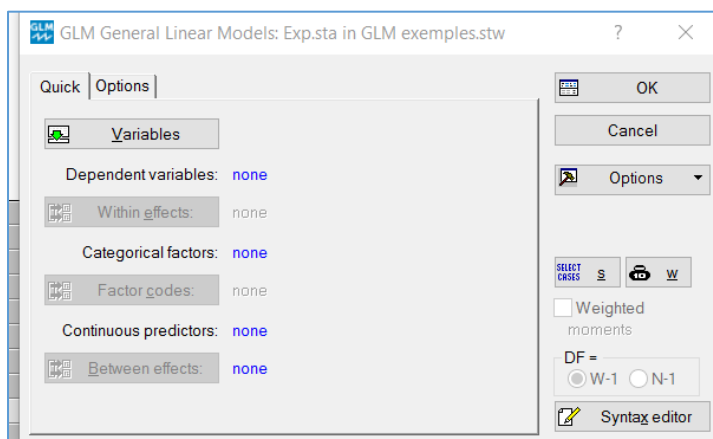 GLM GLM General Linear Models: Exp.sta in GLM exemples.stw ?
Quick Options
OK
Variables
Cancel
Dependent variables: none
Options
Within effects: none
Categorical factors: none
SELECT CASES S W
Factor codes: none
Weighted
moments
Continuous predictors: none
DF =
W-1 N-1
Between effects: none
Syntax editor